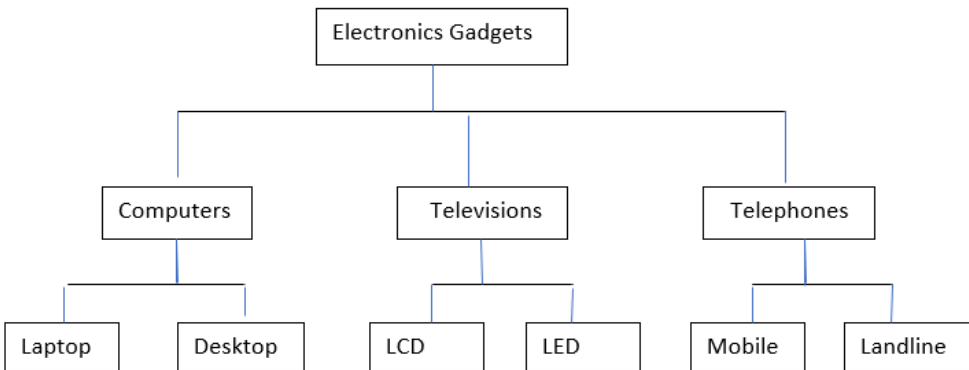 Electronics Gadgets
Computers
Televisions
Telephones
Laptop
Desktop
LCD
LED
Mobile
Landline